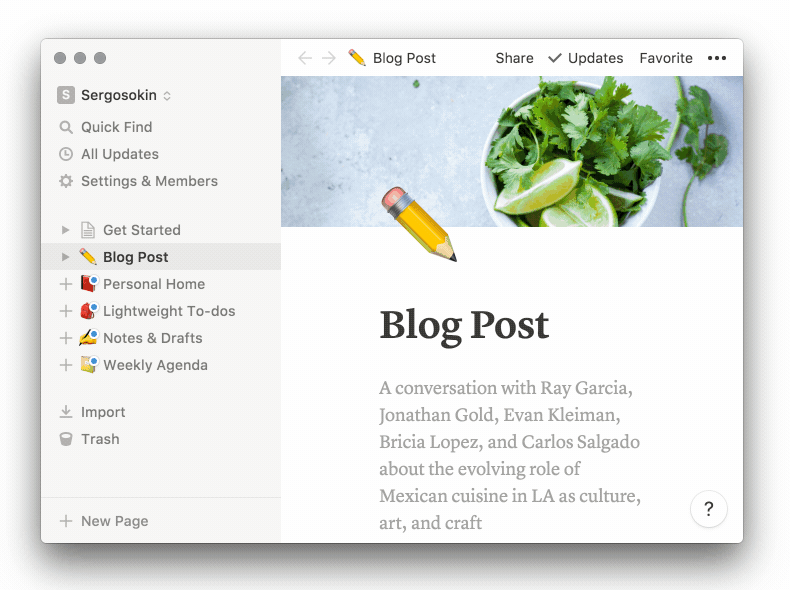 Blog Post
Share
Updates
Favorite
S
Sergosokin
Quick Find
All Updates
Settings & Members
Get Started
Blog Post
Personal Home
Lightweight To-dos
Notes & Drafts
Weekly Agenda
Import
Trash
New Page
Blog Post
A conversation with Ray Garcia,
Jonathan Gold, Evan Kleiman,
Bricia Lopez, and Carlos Salgado
about the evolving role of
Mexican cuisine in LA as culture,
art, and craft
?